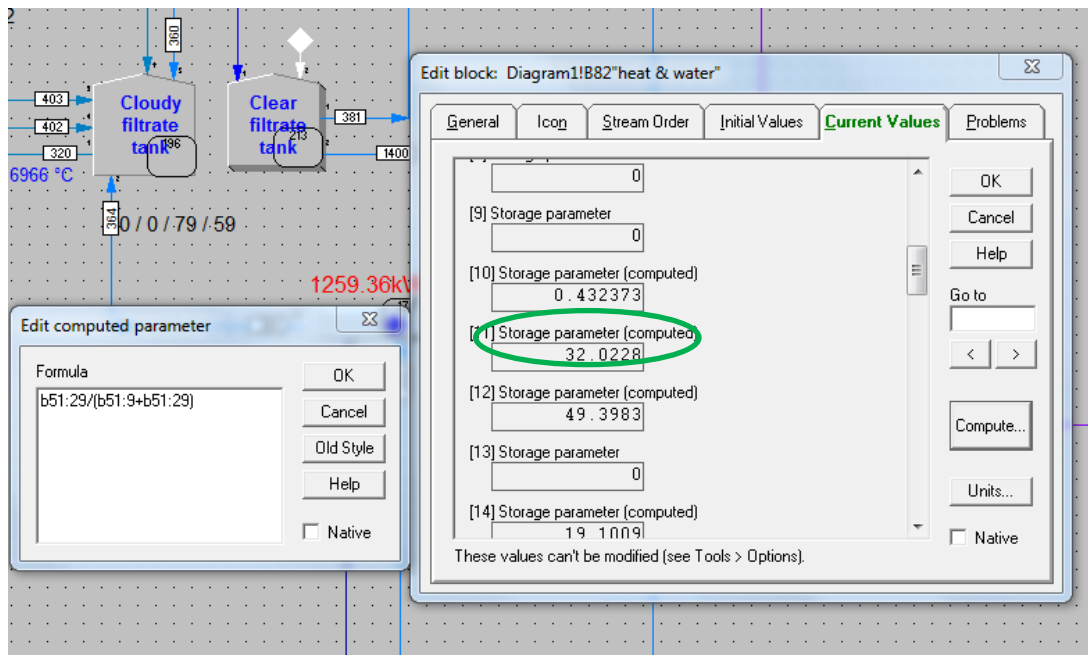 2
360
403
402
320
6966 °C
Cloudy
filtrate
tank
196
Clear
filtrate
tank
213
381
1400
364
0 / 0 / 79 / 59
1259.36kW
Edit computed parameter
Formula
b51:29/(b51:9+b51:29)
OK
Cancel
Old Style
Help
Native
Edit block: Diagram1!B82"heat & water"
General
Icon
Stream Order
Initial Values
Current Values
Problems
0
[9] Storage parameter
0
[10] Storage parameter (computed)
0.432373
[11] Storage parameter (computed)
32.0228
[12] Storage parameter (computed)
49.3983
[13] Storage parameter
0
[14] Storage parameter (computed)
19.1009
These values can't be modified (see Tools > Options).
OK
Cancel
Help
Go to
<
>
Compute...
Units...
Native